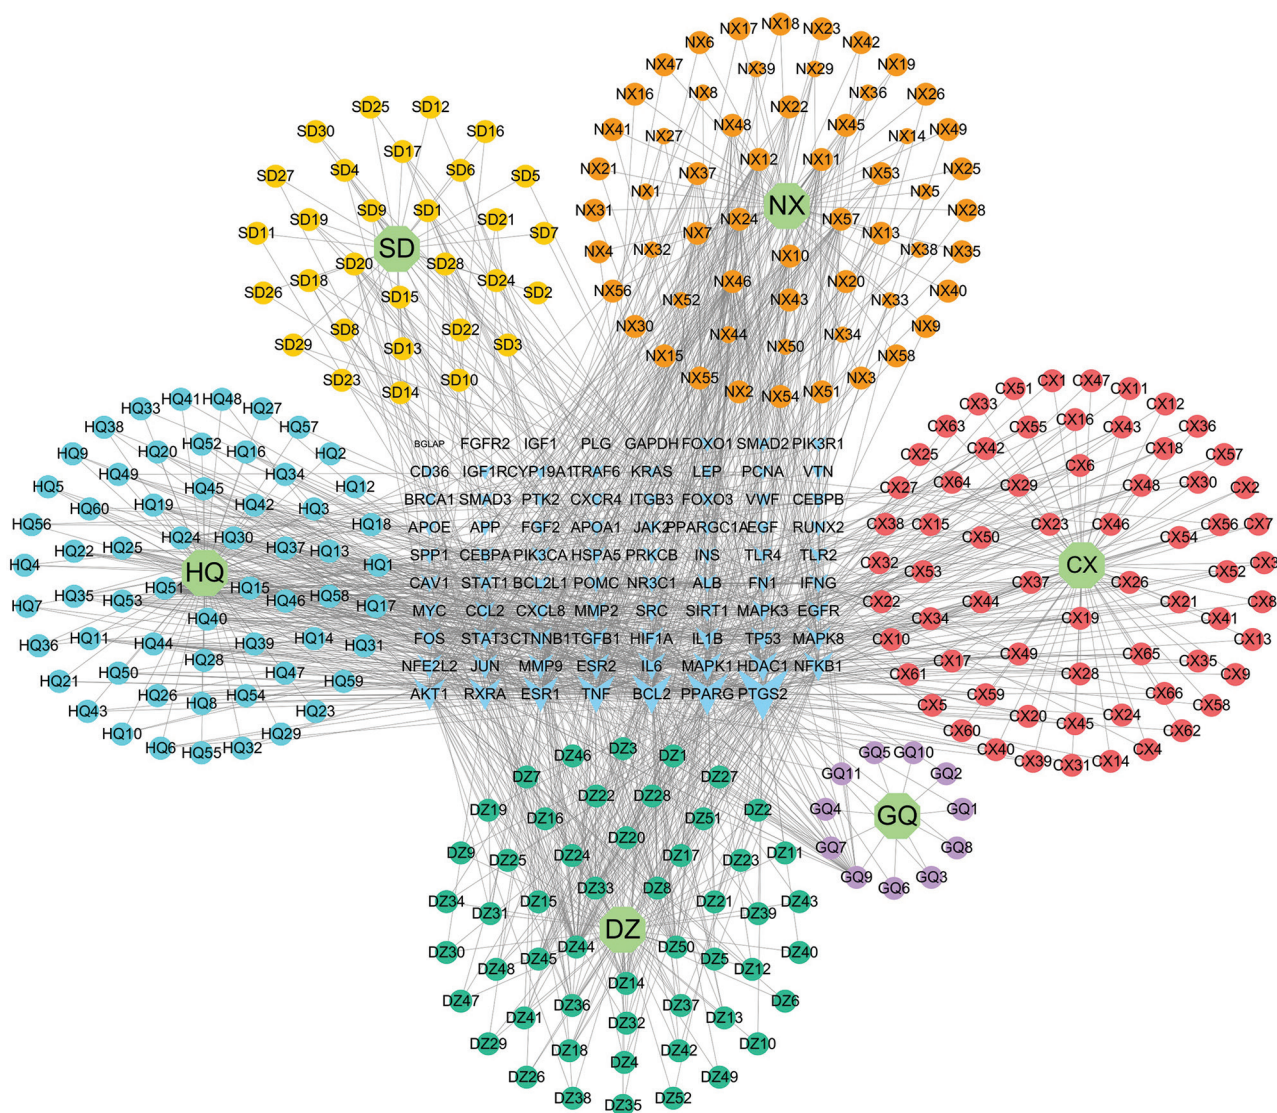 SD25 SD12
SD30 SD16
SD17
SD4 SD6
SD27 SD5
SD9 SD1
SD19 SD21
SD11 SD7
SD
SD20 SD28
SD18 SD24
SD26 SD15 SD2
SD8 SD22
SD29 SD13 SD3
SD23 SD14 SD10
NX18
NX17 NX23
NX6 NX42
NX47 NX39 NX29 NX19
NX16 NX8 NX36 NX26
NX22
NX41 NX27 NX48 NX45 NX14 NX49
NX12 NX11
NX21 NX37 NX53 NX25
NX1 NX5
NX
NX31 NX24 NX57 NX28
NX7 NX13
NX4 NX32 NX10 NX38 NX35
NX46 NX20
NX56 NX52 NX43 NX33 NX40
NX30 NX44 NX34 NX9
NX15 NX50 NX58
NX55 NX3
NX2 NX54 NX51
HQ41 HQ48
HQ33 HQ27
HQ38 HQ57
HQ20 HQ52 HQ16
HQ9 HQ2
HQ49 HQ34
HQ5 HQ45 HQ12
HQ60 HQ19 HQ42 HQ3
HQ56 HQ18
HQ24 HQ30
HQ22 HQ25 HQ37 HQ13
HQ4 HQ1
HQ
HQ51 HQ15
HQ35 HQ53 HQ46 HQ58
HQ7 HQ17
HQ40
HQ36 HQ11 HQ44 HQ39 HQ14 HQ31
HQ28
HQ21 HQ50 HQ47 HQ59
HQ26 HQ8 HQ54
HQ43 HQ23
HQ10 HQ6 HQ55 HQ32 HQ29
BGLAP FGFR2 IGF1 PLG GAPDH FOXO1 SMAD2 PIK3R1
CD36 IGF1R CYP19A1 TRAF6 KRAS LEP PCNA VTN
BRCA1 SMAD3 PTK2 CXCR4 ITGB3 FOXO3 VWF CEBPB
APOE APP FGF2 APOA1 JAK2 PPARGC1A EGF RUNX2
SPP1 CEBPA PIK3CA HSPA5 PRKCB INS TLR4 TLR2
CAV1 STAT1 BCL2L1 POMC NR3C1 ALB FN1 IFNG
MYC CCL2 CXCL8 MMP2 SRC SIRT1 MAPK3 EGFR
FOS STAT3 CTNNB1 TGFB1 HIF1A IL1B TP53 MAPK8
NFE2L2 JUN MMP9 ESR2 IL6 MAPK1 HDAC1 NFKB1
AKT1 RXRA ESR1 TNF BCL2 PPARG PTGS2
CX51 CX1 CX47 CX11
CX33 CX12
CX63 CX55 CX16 CX43 CX36
CX25 CX42 CX18 CX57
CX6
CX27 CX64 CX29 CX48 CX30 CX2
CX38 CX15 CX23 CX46 CX56 CX7
CX50 CX54
CX32 CX
CX53 CX37 CX26 CX52
CX22 CX44 CX21 CX8
CX34 CX19 CX41
CX10 CX13
CX17 CX49 CX65 CX35
CX61 CX28 CX9
CX5 CX59 CX66
CX20 CX45 CX24 CX58
CX60 CX62
CX40 CX39 CX31 CX14 CX4
GQ5 GQ10
GQ11 GQ2
GQ4 GQ1
GQ
GQ7 GQ8
GQ9 GQ6 GQ3
DZ46 DZ3 DZ1
DZ7 DZ27
DZ22 DZ28
DZ19 DZ16 DZ51 DZ2
DZ20
DZ9 DZ25 DZ24 DZ17 DZ23 DZ11
DZ33 DZ8
DZ34 DZ31 DZ15 DZ21 DZ39 DZ43
DZ
DZ30 DZ44 DZ50 DZ40
DZ48 DZ45 DZ5 DZ12
DZ14
DZ47 DZ36 DZ37 DZ6
DZ41 DZ32 DZ13
DZ29 DZ18 DZ42 DZ10
DZ4
DZ26 DZ49
DZ38 DZ35 DZ52